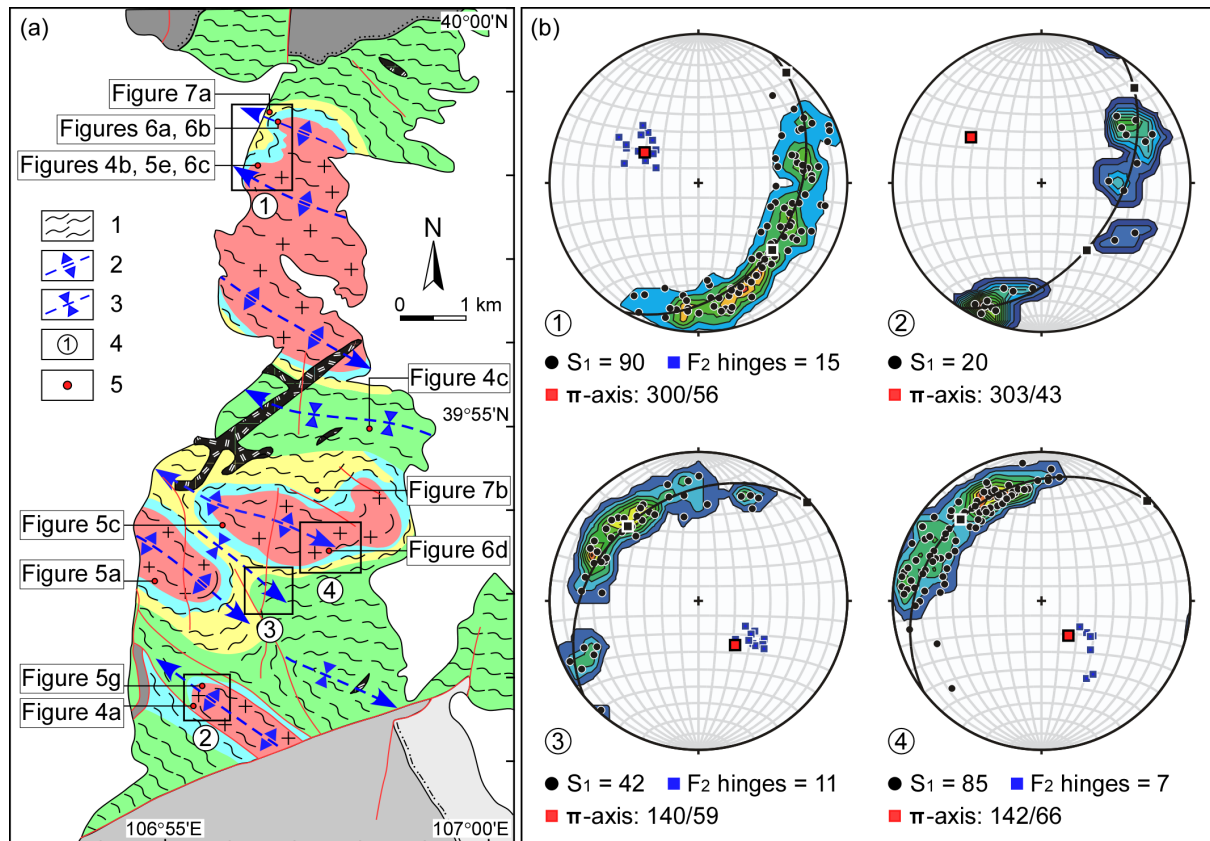 (a)
40°00'N
Figure 7a
Figures 6a, 6b
Figures 4b, 5e, 6c
①
1
2
3
① 4
5
N
0 1 km
Figure 4c
39°55'N
Figure 7b
Figure 5c
Figure 6d
Figure 5a
④
③
Figure 5g
Figure 4a
②
106°55'E
107°00'E
(b)
①
S₁ = 90 F₂ hinges = 15
π-axis: 300/56
②
S₁ = 20
π-axis: 303/43
③
S₁ = 42 F₂ hinges = 11
π-axis: 140/59
④
S₁ = 85 F₂ hinges = 7
π-axis: 142/66